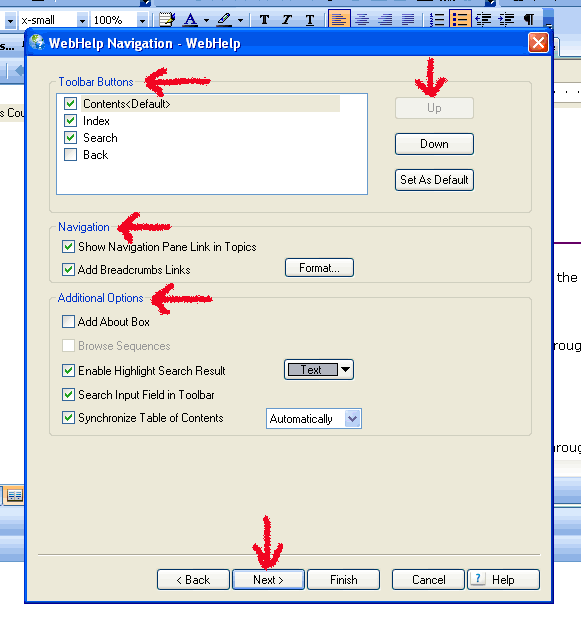 x-small
100%
A
T T T
s...
WebHelp Navigation - WebHelp
Toolbar Buttons
Contents<Default>
Index
Search
Back
Up
Down
Set As Default
s Cou
Navigation
Show Navigation Pane Link in Topics
Add Breadcrumbs Links
Format...
the
Additional Options
Add About Box
Browse Sequences
Enable Highlight Search Result
Text
Search Input Field in Toolbar
Synchronize Table of Contents
Automatically
roug
hroug
< Back
Next >
Finish
Cancel
? Help